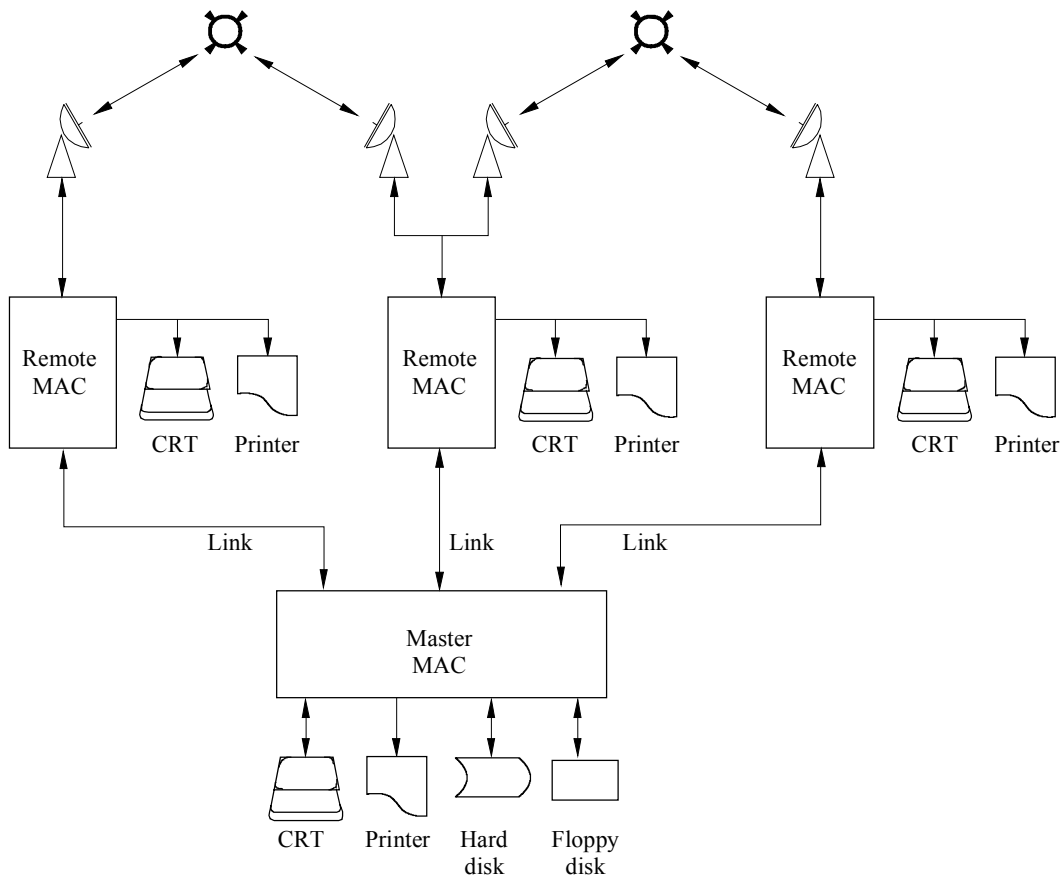 Remote
MAC
CRT
Printer
Remote
MAC
CRT
Printer
Remote
MAC
CRT
Printer
Link
Link
Link
Master
MAC
CRT
Printer
Hard
disk
Floppy
disk